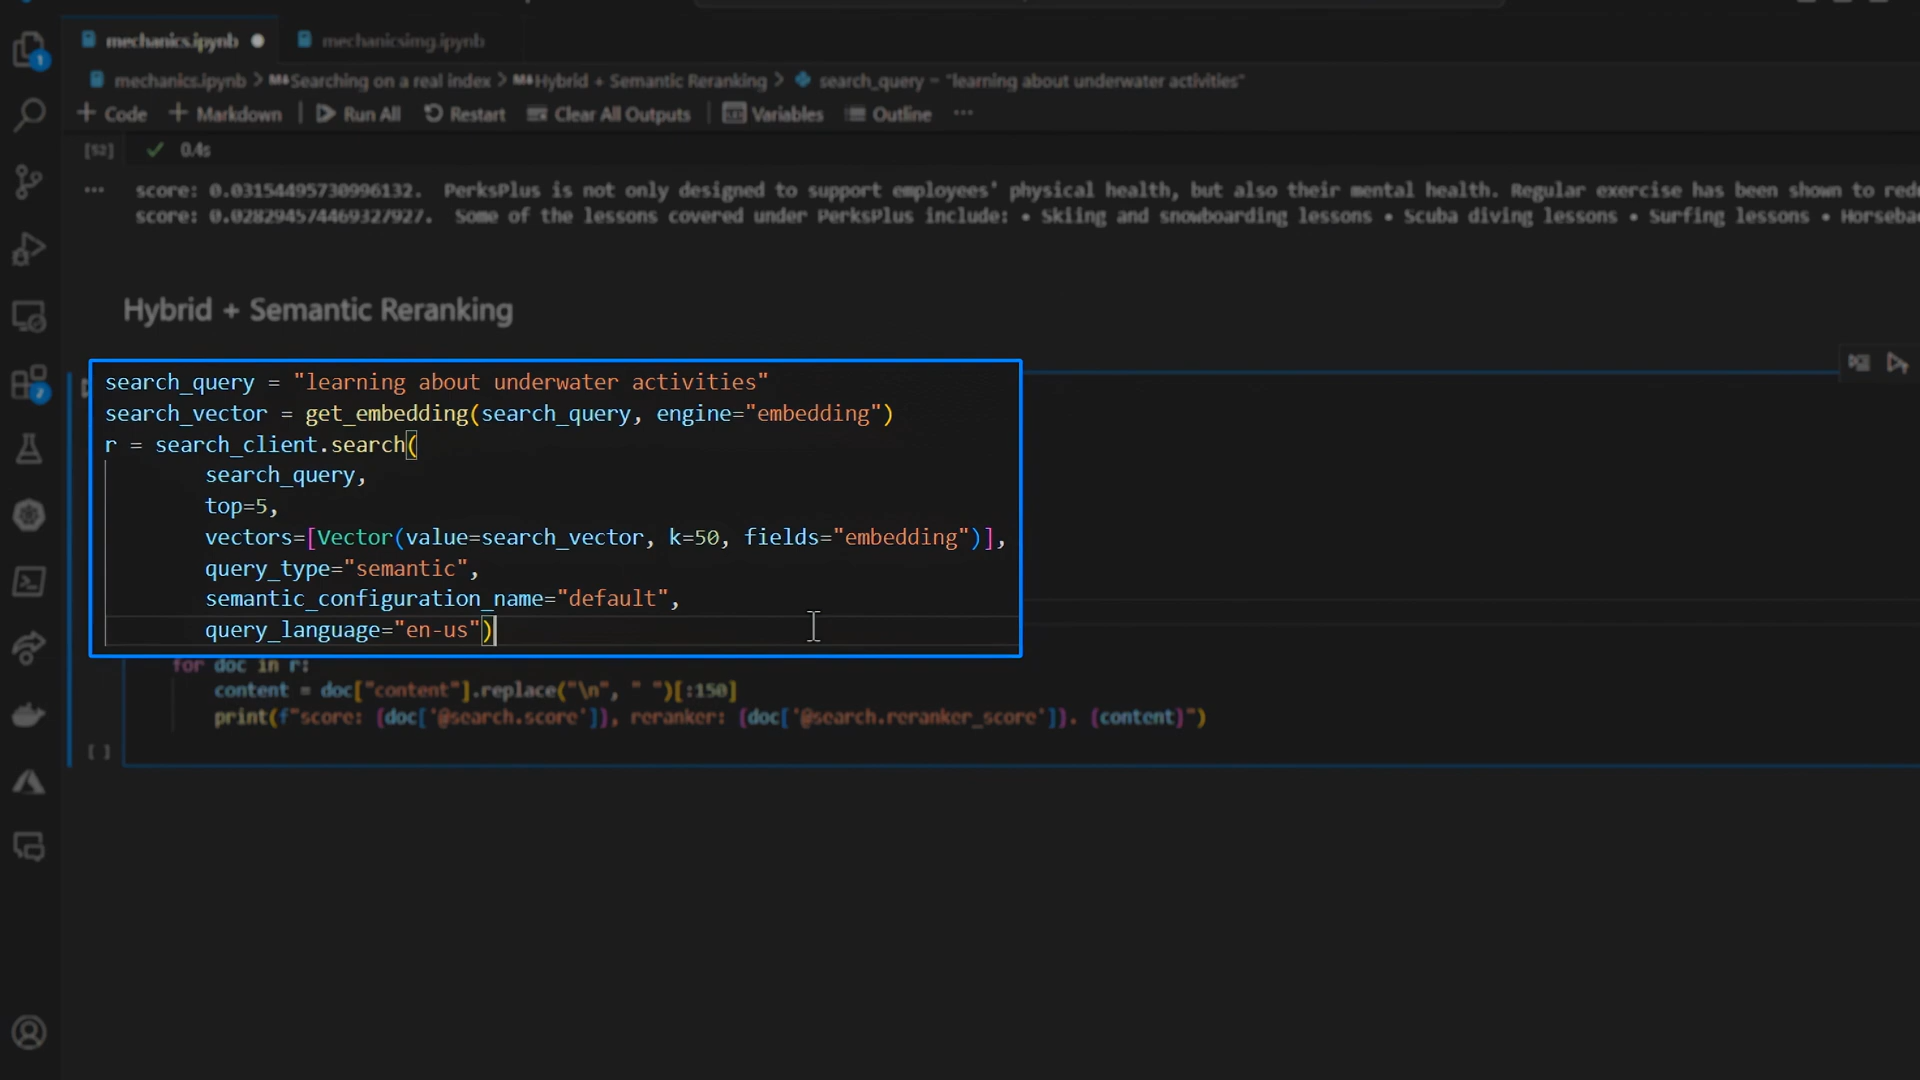 1
mechanics.ipynb
mechanicsimg.ipynb
mechanics.ipynb > M↓Searching on a real index > M↓Hybrid + Semantic Reranking > search_query = "learning about underwater activities"
+ Code + Markdown | Run All Restart Clear All Outputs | Variables Outline ...
[52] ✓ 0.4s
... score: 0.03154495730996132. PerksPlus is not only designed to support employees' physical health, but also their mental health. Regular exercise has been shown to red
score: 0.028294574469327927. Some of the lessons covered under PerksPlus include: • Skiing and snowboarding lessons • Scuba diving lessons • Surfing lessons • Horseba
Hybrid + Semantic Reranking
search_query = "learning about underwater activities"
search_vector = get_embedding(search_query, engine="embedding")
r = search_client.search(
search_query,
top=5,
vectors=[Vector(value=search_vector, k=50, fields="embedding")],
query_type="semantic",
semantic_configuration_name="default",
query_language="en-us")
for doc in r:
content = doc["content"].replace("\n", " ")[:150]
print(f"score: {doc['@search.score']}, reranker: {doc['@search.reranker_score']}. {content}")
[ ]